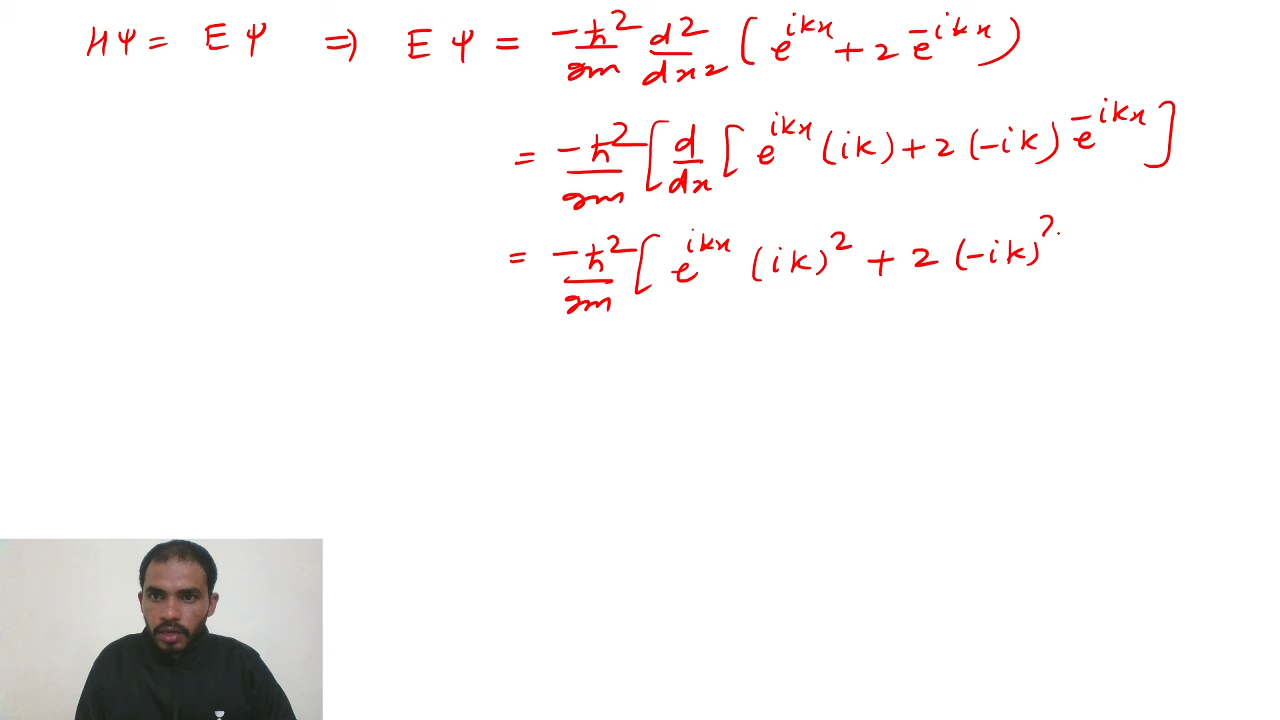 Hψ = Eψ ⇒ Eψ = -ħ²/2m d²/dx² (e^{ikx} + 2e^{-ikx})
= -ħ²/2m [d/dx [e^{ikx} (ik) + 2(-ik) e^{-ikx}]
= -ħ²/2m [e^{ikx} (ik)² + 2(-ik)²